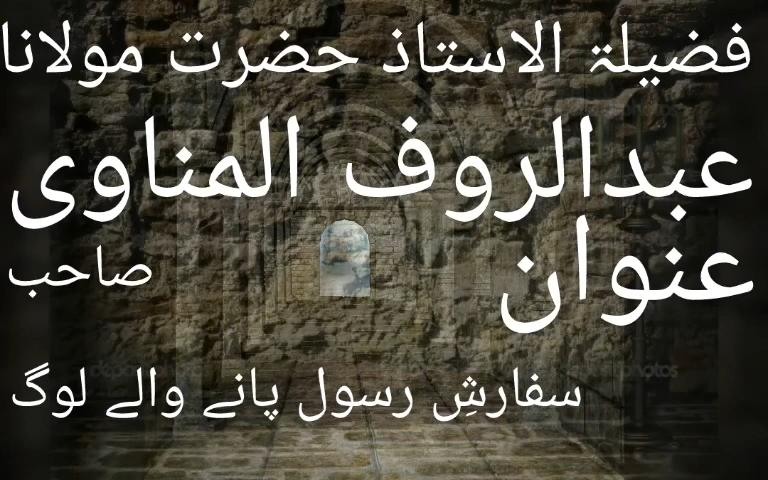 فضیلۃ الاستاذ حضرت مولانا
عبدالروف المناوی
صاحب
عنوان
سفارشِ رسول پانے والے لوگ